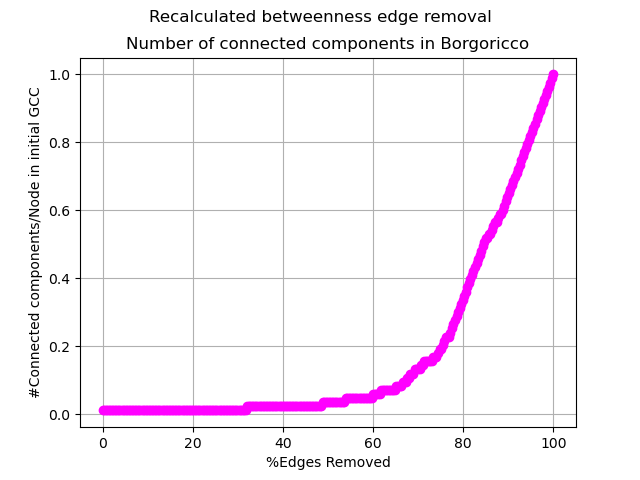 Recalculated betweenness edge removal
Number of connected components in Borgoricco
#Connected components/Node in initial GCC
1.0
0.8
0.6
0.4
0.2
0.0
0 20 40 60 80 100
%Edges Removed